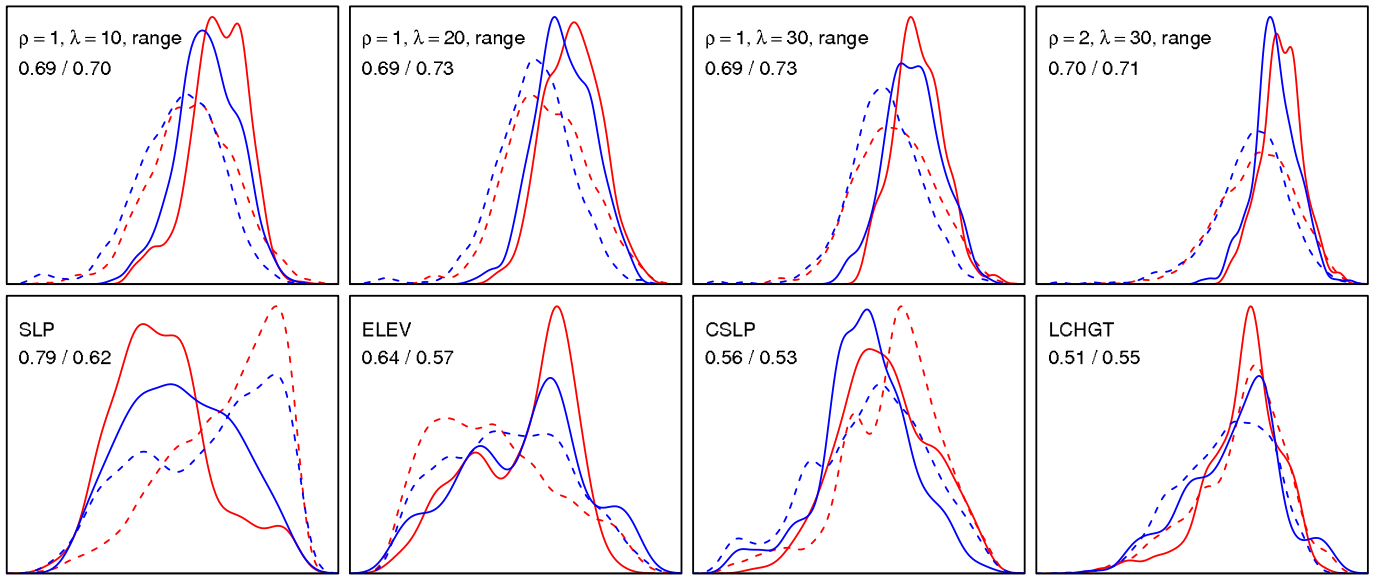 ρ = 1, λ = 10, range
0.69 / 0.70
ρ = 1, λ = 20, range
0.69 / 0.73
ρ = 1, λ = 30, range
0.69 / 0.73
ρ = 2, λ = 30, range
0.70 / 0.71
SLP
0.79 / 0.62
ELEV
0.64 / 0.57
CSLP
0.56 / 0.53
LCHGT
0.51 / 0.55